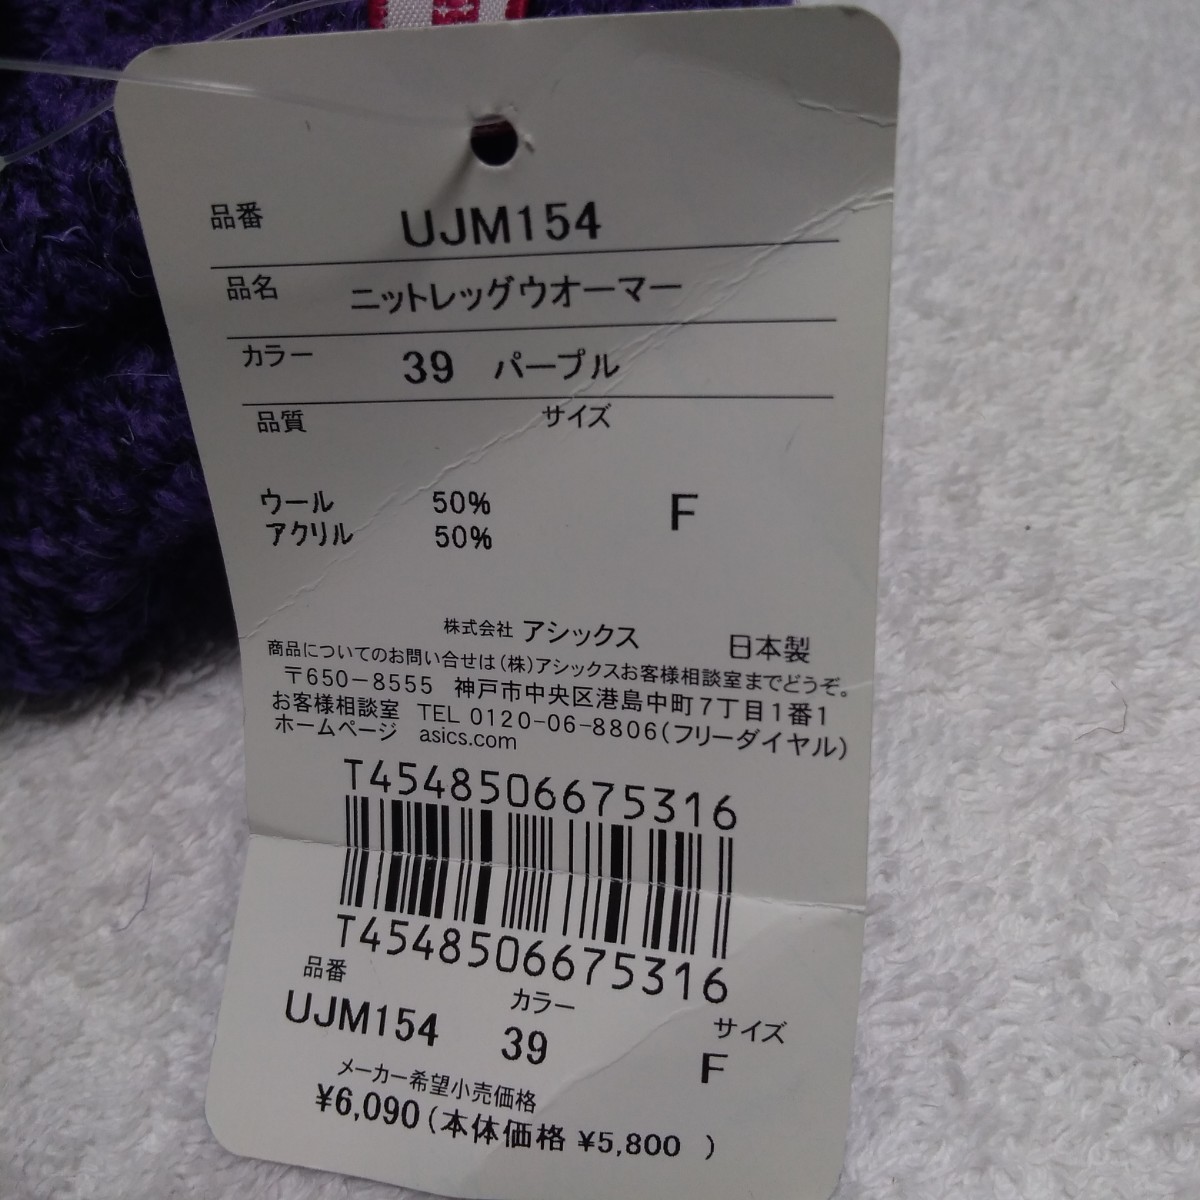 品番 UJM154
品名 ニットレッグウオーマー
カラー 39 パープル
品質 サイズ
ウール 50% F
アクリル 50%
株式会社 アシックス 日本製
商品についてのお問い合せは(株)アシックスお客様相談室までどうぞ。
〒650-8555 神戸市中央区港島中町7丁目1番1
お客様相談室 TEL 0120-06-8806(フリーダイヤル)
ホームページ asics.com
T4548506675316
T4548506675316
品番 カラー サイズ
UJM154 39 F
メーカー希望小売価格
¥6,090(本体価格 ¥5,800 )